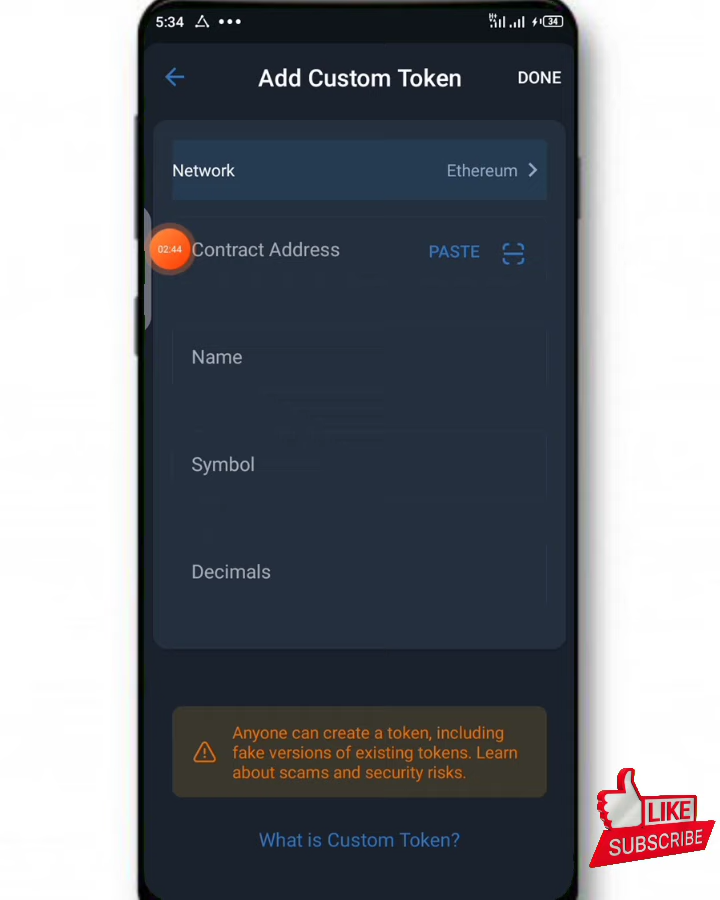 5:34
34
Add Custom Token
DONE
Network
Ethereum
02:44
Contract Address
PASTE
Name
Symbol
Decimals
Anyone can create a token, including
fake versions of existing tokens. Learn
about scams and security risks.
What is Custom Token?
LIKE
SUBSCRIBE